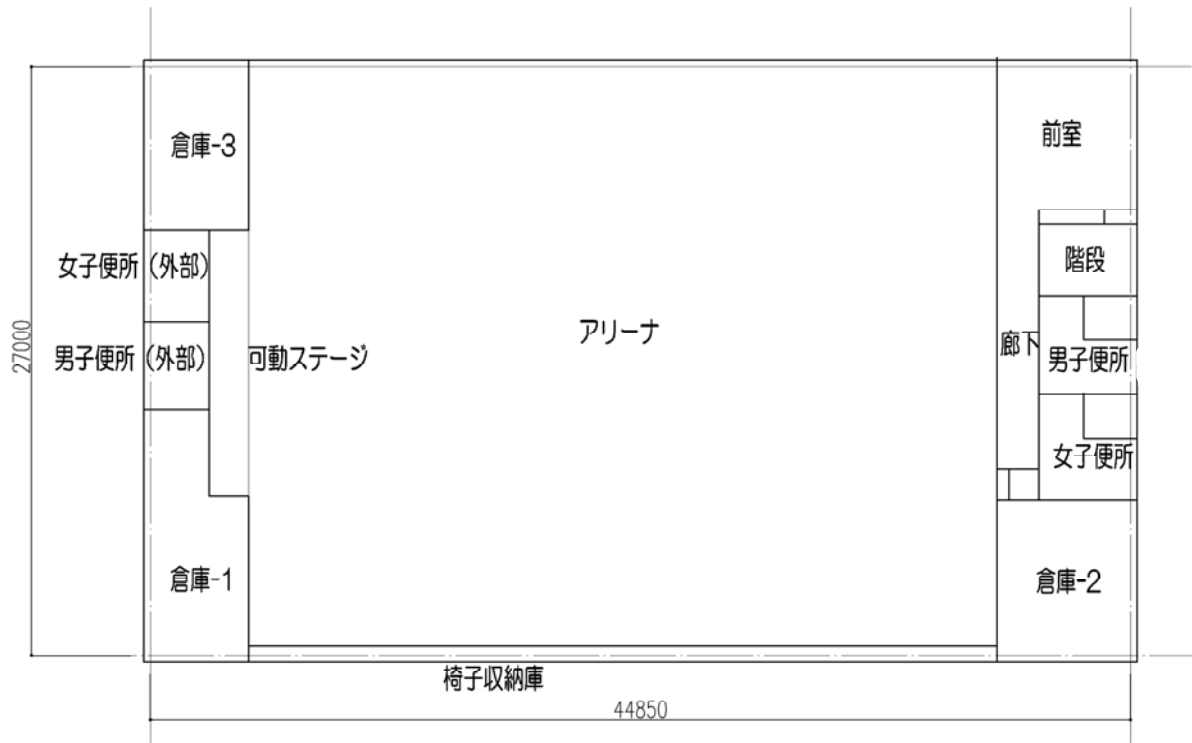 倉庫-3
前室
女子便所(外部)
階段
27000
アリーナ
男子便所(外部)
可動ステージ
廊下
男子便所
女子便所
倉庫-1
倉庫-2
椅子収納庫
44850